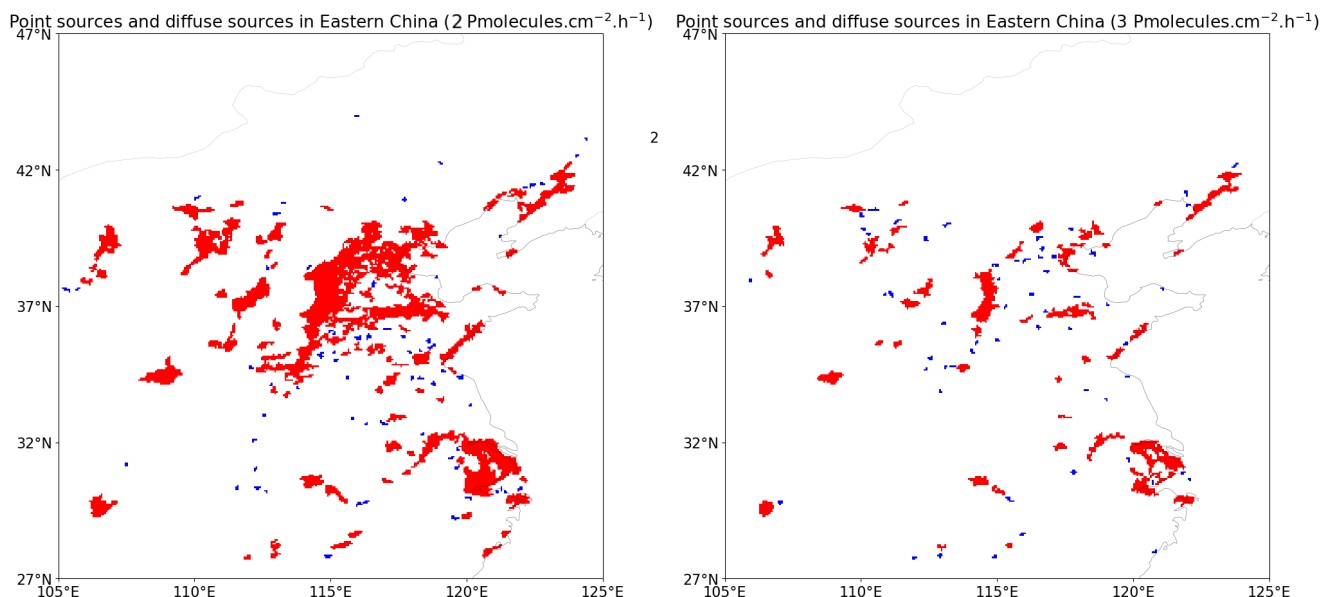 Point sources and diffuse sources in Eastern China (2 Pmolecules.cm⁻².h⁻¹)
47°N
42°N
37°N
32°N
27°N
105°E 110°E 115°E 120°E 125°E
2
Point sources and diffuse sources in Eastern China (3 Pmolecules.cm⁻².h⁻¹)
47°N
42°N
37°N
32°N
27°N
105°E 110°E 115°E 120°E 125°E